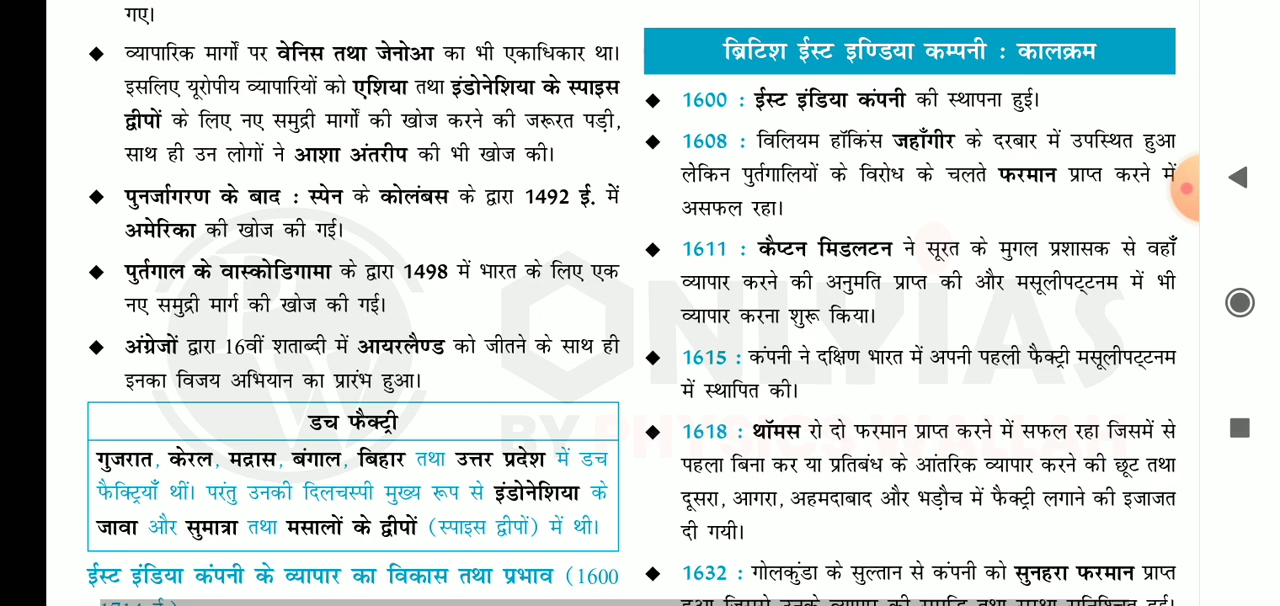 गए।
◆ व्यापारिक मार्गों पर वेनिस तथा जेनोआ का भी एकाधिकार था।
इसलिए यूरोपीय व्यापारियों को एशिया तथा इंडोनेशिया के स्पाइस
द्वीपों के लिए नए समुद्री मार्गों की खोज करने की जरूरत पड़ी,
साथ ही उन लोगों ने आशा अंतरीप की भी खोज की।
◆ पुनर्जागरण के बाद : स्पेन के कोलंबस के द्वारा 1492 ई. में
अमेरिका की खोज की गई।
◆ पुर्तगाल के वास्कोडिगामा के द्वारा 1498 में भारत के लिए एक
नए समुद्री मार्ग की खोज की गई।
◆ अंग्रेजों द्वारा 16वीं शताब्दी में आयरलैण्ड को जीतने के साथ ही
इनका विजय अभियान का प्रारंभ हुआ।
डच फैक्ट्री
गुजरात, केरल, मद्रास, बंगाल, बिहार तथा उत्तर प्रदेश में डच
फैक्ट्रियाँ थीं। परंतु उनकी दिलचस्पी मुख्य रूप से इंडोनेशिया के
जावा और सुमात्रा तथा मसालों के द्वीपों (स्पाइस द्वीपों) में थी।
ईस्ट इंडिया कंपनी के व्यापार का विकास तथा प्रभाव (1600
ब्रिटिश ईस्ट इण्डिया कम्पनी : कालक्रम
◆ 1600 : ईस्ट इंडिया कंपनी की स्थापना हुई।
◆ 1608 : विलियम हॉकिंस जहाँगीर के दरबार में उपस्थित हुआ
लेकिन पुर्तगालियों के विरोध के चलते फरमान प्राप्त करने में
असफल रहा।
◆ 1611 : कैप्टन मिडलटन ने सूरत के मुगल प्रशासक से वहाँ
व्यापार करने की अनुमति प्राप्त की और मसूलीपट्टनम में भी
व्यापार करना शुरू किया।
◆ 1615 : कंपनी ने दक्षिण भारत में अपनी पहली फैक्ट्री मसूलीपट्टनम
में स्थापित की।
◆ 1618 : थॉमस रो दो फरमान प्राप्त करने में सफल रहा जिसमें से
पहला बिना कर या प्रतिबंध के आंतरिक व्यापार करने की छूट तथा
दूसरा, आगरा, अहमदाबाद और भड़ौच में फैक्ट्री लगाने की इजाजत
दी गयी।
◆ 1632 : गोलकुंडा के सुल्तान से कंपनी को सुनहरा फरमान प्राप्त
ONLYIAS
BY PHYSICS WALLAH